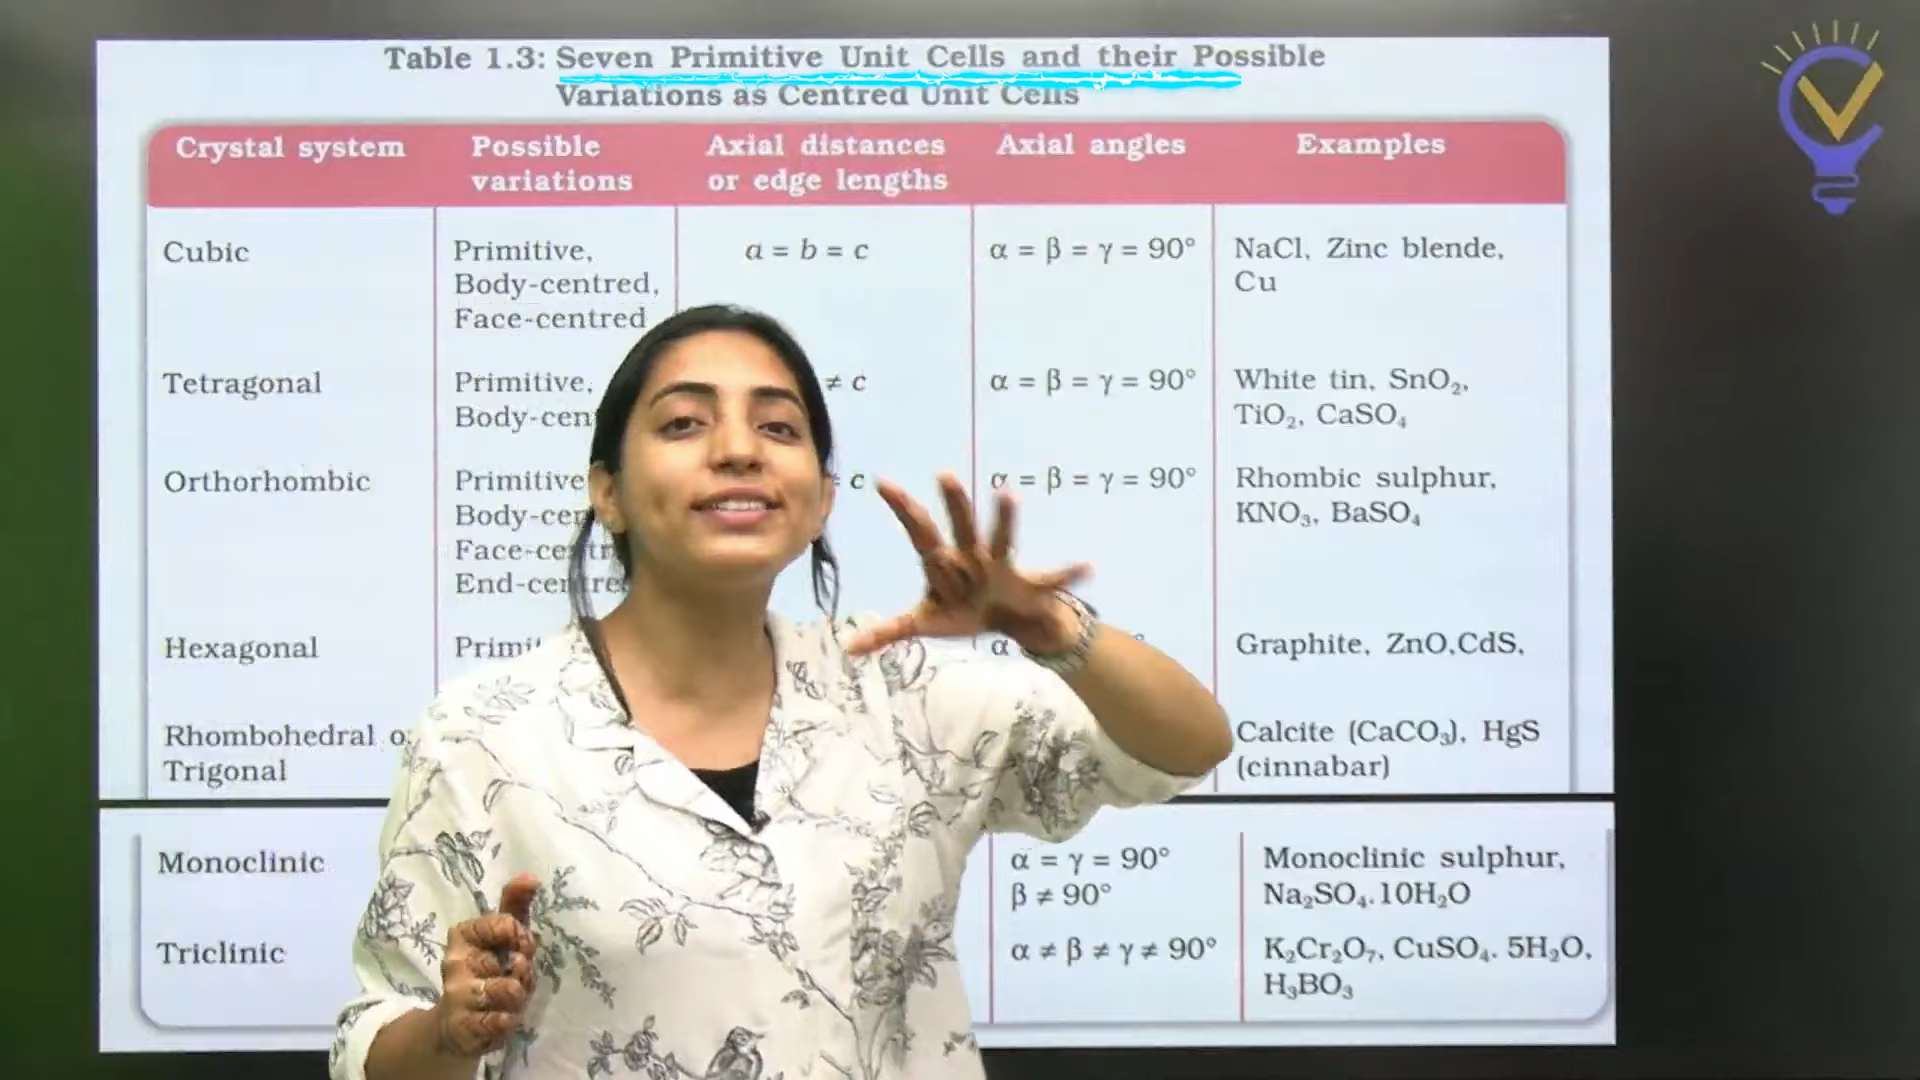 Table 1.3: Seven Primitive Unit Cells and their Possible
Variations as Centred Unit Cells
Crystal system
Possible
variations
Axial distances
or edge lengths
Axial angles
Examples
Cubic
Primitive,
Body-centred,
Face-centred
a = b = c
α = β = γ = 90°
NaCl, Zinc blende,
Cu
Tetragonal
Primitive,
≠ c
α = β = γ = 90°
White tin, SnO₂,
TiO₂, CaSO₄
Orthorhombic
Primitive
c
α = β = γ = 90°
Rhombic sulphur,
KNO₃, BaSO₄
Hexagonal
α
Graphite, ZnO,CdS,
Rhombohedral
Trigonal
Calcite (CaCO₃), HgS
(cinnabar)
Monoclinic
α = γ = 90°
β ≠ 90°
Monoclinic sulphur,
Na₂SO₄.10H₂O
Triclinic
α ≠ β ≠ γ ≠ 90°
K₂Cr₂O₇, CuSO₄. 5H₂O,
H₃BO₃